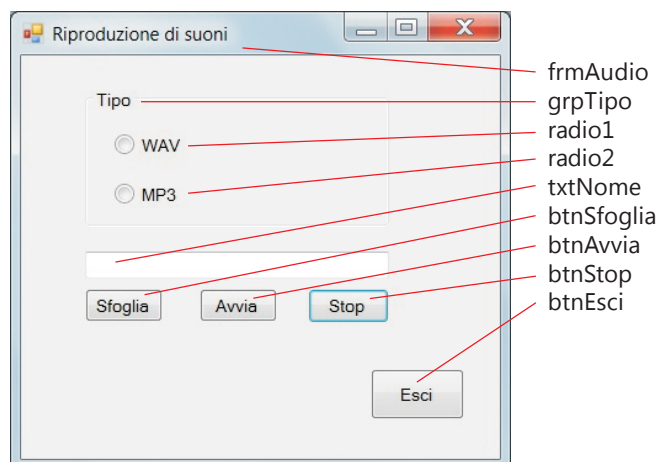 Riproduzione di suoni
Tipo
WAV
MP3
Sfoglia
Avvia
Stop
Esci
frmAudio
grpTipo
radio1
radio2
txtNome
btnSfoglia
btnAvvia
btnStop
btnEsci